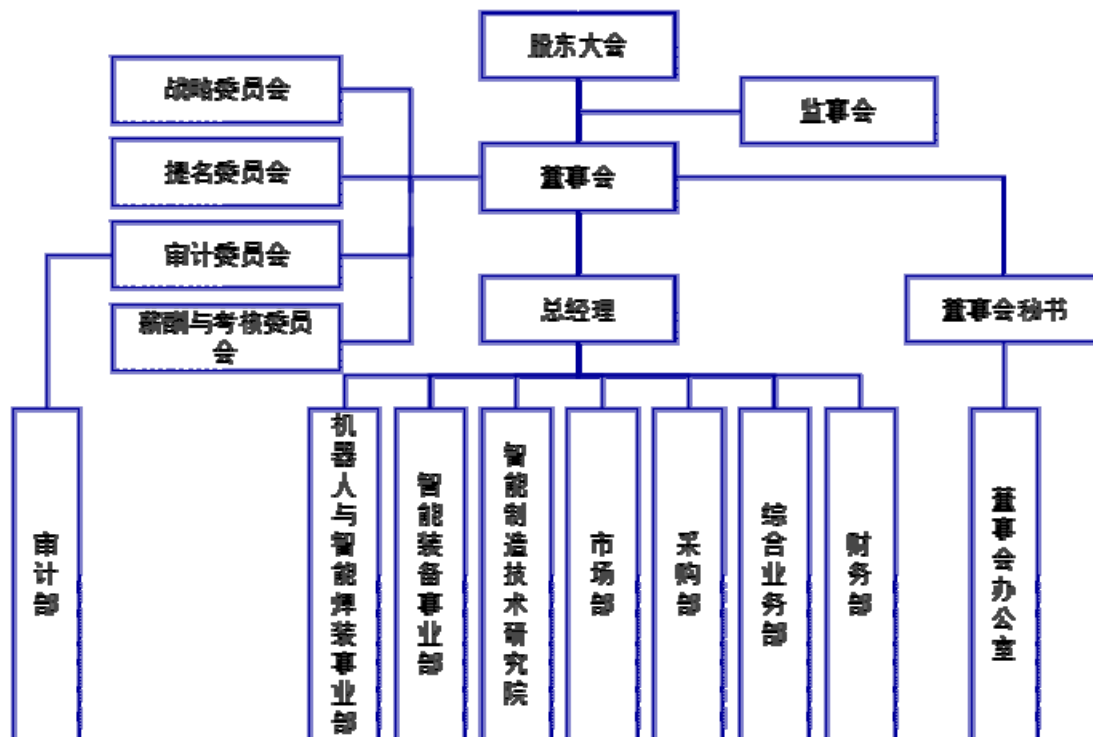 股东大会
战略委员会
监事会
提名委员会
董事会
审计委员会
总经理
董事会秘书
薪酬与考核委员
会
审计部
机器人与智能焊装事业部
智能装备事业部
智能制造技术研究院
市场部
采购部
综合业务部
财务部
董事会办公室